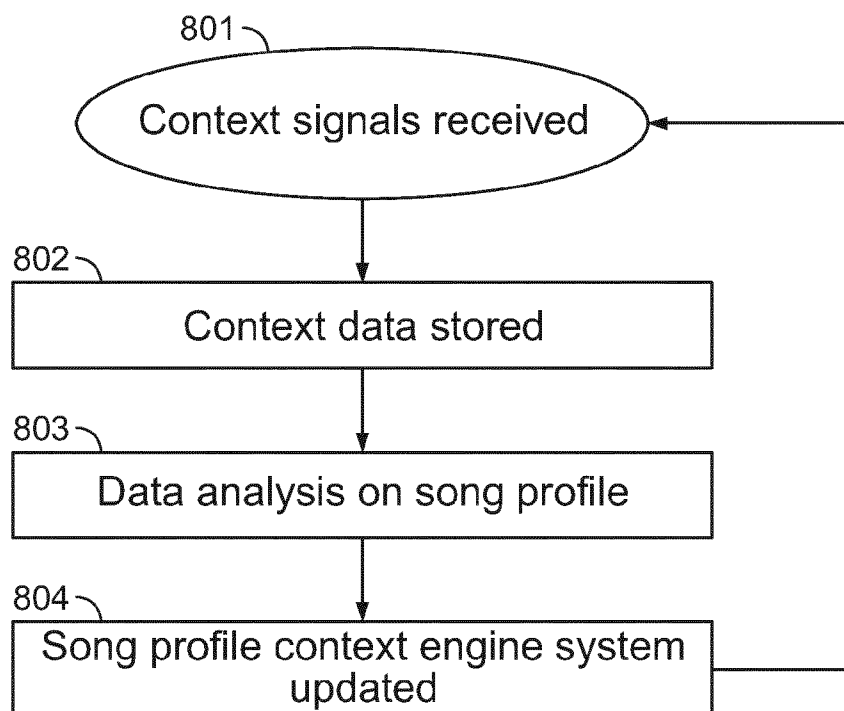 801
Context signals received
802
Context data stored
803
Data analysis on song profile
804
Song profile context engine system
updated